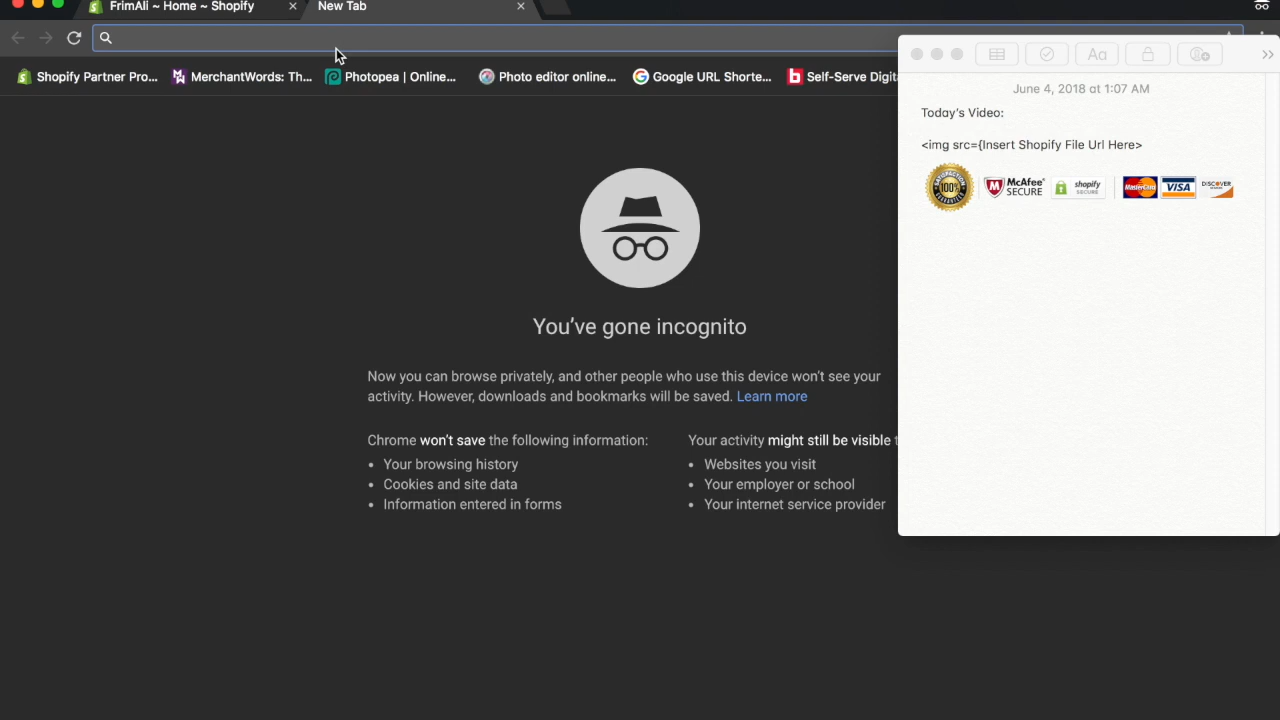 FrimAli ~ Home ~ Shopify
New Tab
Shopify Partner Pro...
MerchantWords: Th...
Photopea | Online...
Photo editor online...
Google URL Shorte...
Self-Serve Digit
You've gone incognito
Now you can browse privately, and other people who use this device won't see your
activity. However, downloads and bookmarks will be saved. Learn more
Chrome won't save the following information:
• Your browsing history
• Cookies and site data
• Information entered in forms
Your activity might still be visible t
• Websites you visit
• Your employer or school
• Your internet service provider
Aa
June 4, 2018 at 1:07 AM
Today's Video:
<img src={Insert Shopify File Url Here>
SATISFACTION
100%
McAfee
SECURE
shopify
SECURE
MasterCard
VISA
DISCOVER